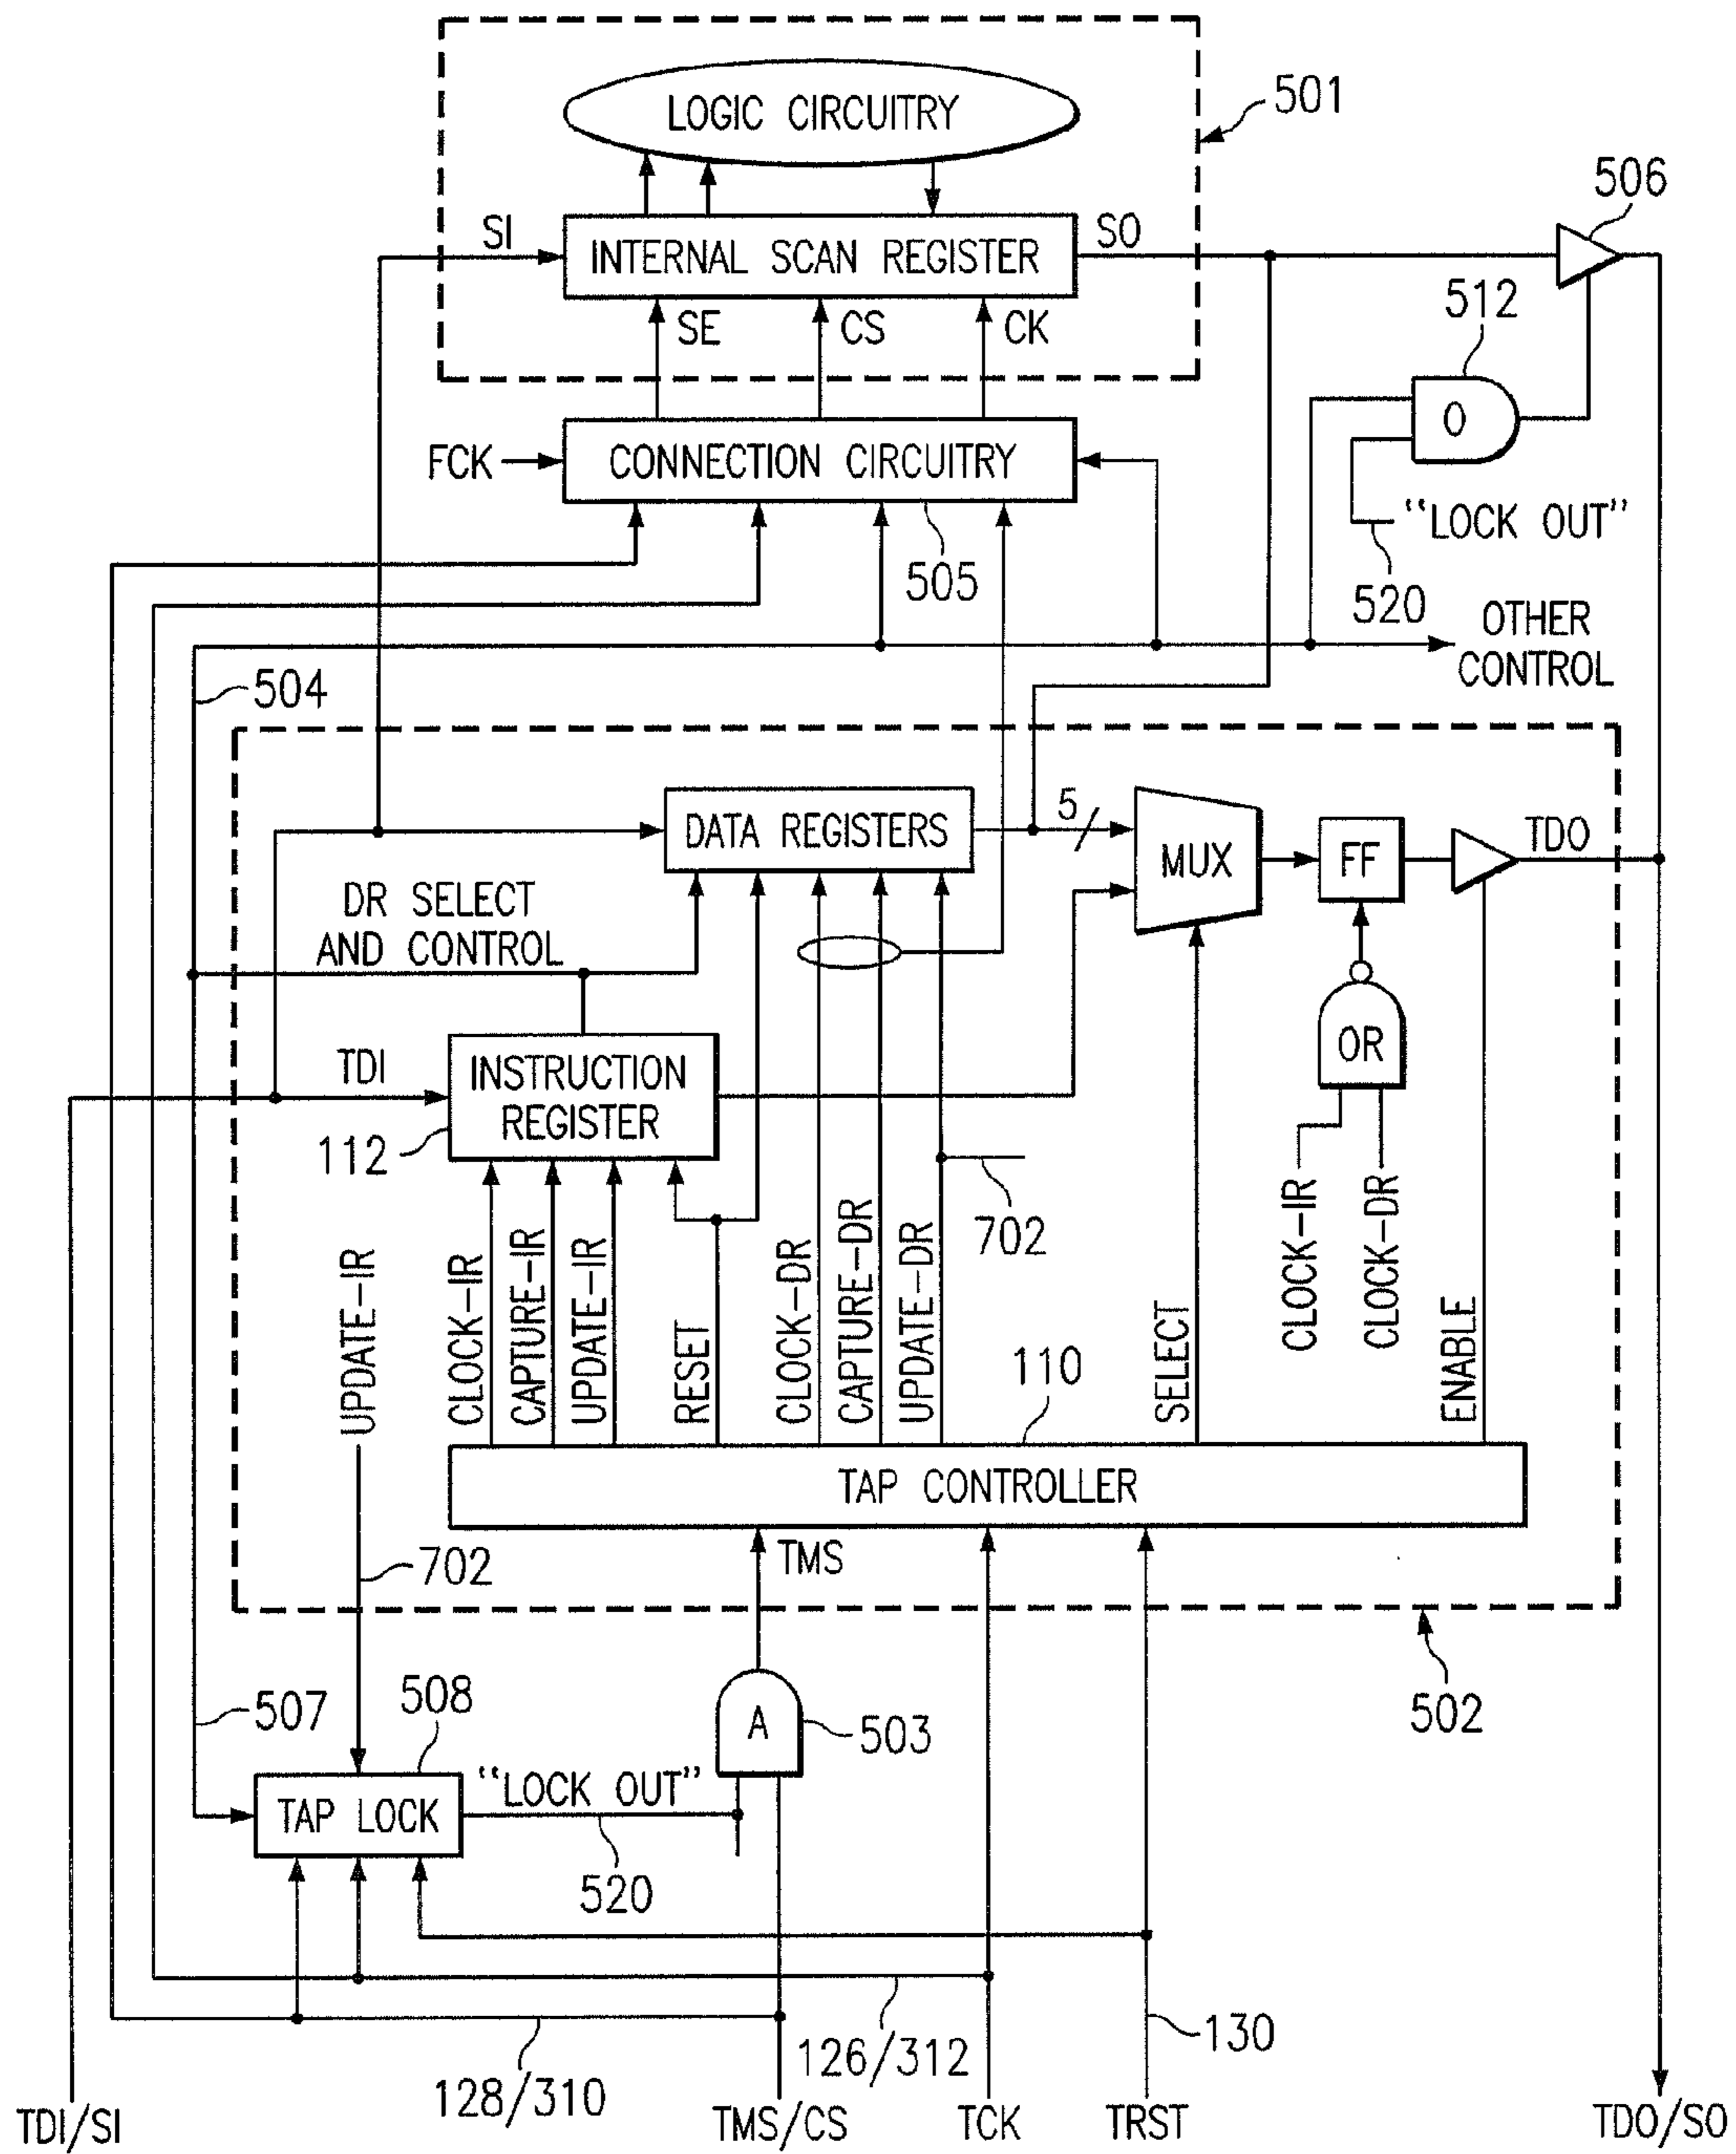 LOGIC CIRCUITRY
501
506
SI
INTERNAL SCAN REGISTER
SO
512
SE
CS
CK
O
FCK
CONNECTION CIRCUITRY
"LOCK OUT"
505
520
OTHER
CONTROL
504
5
DATA REGISTERS
MUX
FF
TDO
DR SELECT
AND CONTROL
OR
TDI
INSTRUCTION
REGISTER
112
702
UPDATE-IR
CLOCK-IR
CAPTURE-IR
UPDATE-IR
RESET
CLOCK-DR
CAPTURE-DR
UPDATE-DR
SELECT
CLOCK-IR
CLOCK-DR
ENABLE
110
TAP CONTROLLER
702
TMS
507
508
A
503
502
"LOCK OUT"
TAP LOCK
520
130
126/312
128/310
TDI/SI
TMS/CS
TCK
TRST
TDO/SO